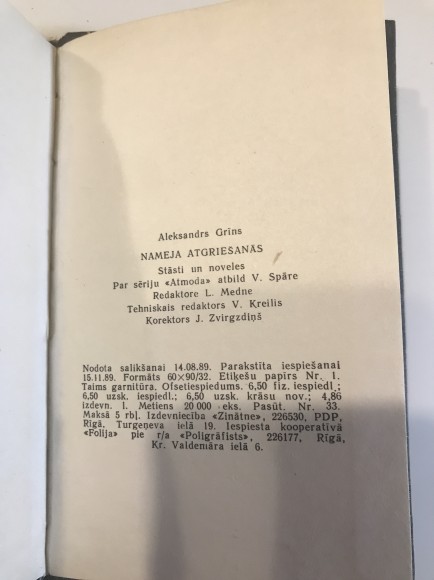 Aleksandrs Grins
NAMEJA ATGRIEŠANĀS
Stāsti un noveles
Par sēriju «Atmoda» atbild V. Spāre
Redaktore L. Medne
Tehniskais redaktors V. Kreilis
Korektors J. Zvirgzdiņš
Nodota salikšanai 14.08.89. Parakstīta iespiešanai
15.11.89. Formāts 60×90/32. Etiķešu papīrs Nr. 1.
Taims garnitūra. Ofsetiespiedums. 6,50 fiz. iespiedl.;
6,50 uzsk. iespiedl.; 6,50 uzsk. krāsu nov.; 4,86
izdevn. l. Metiens 20 000 eks. Pasūt. Nr. 33.
Maksā 5 rbļ. Izdevniecība «Zinātne», 226530, PDP,
Rīgā, Turgeņeva ielā 19. Iespiesta kooperatīvā
«Folija» pie r/a «Poligrāfists», 226177, Rīgā,
Kr. Valdemāra ielā 6.